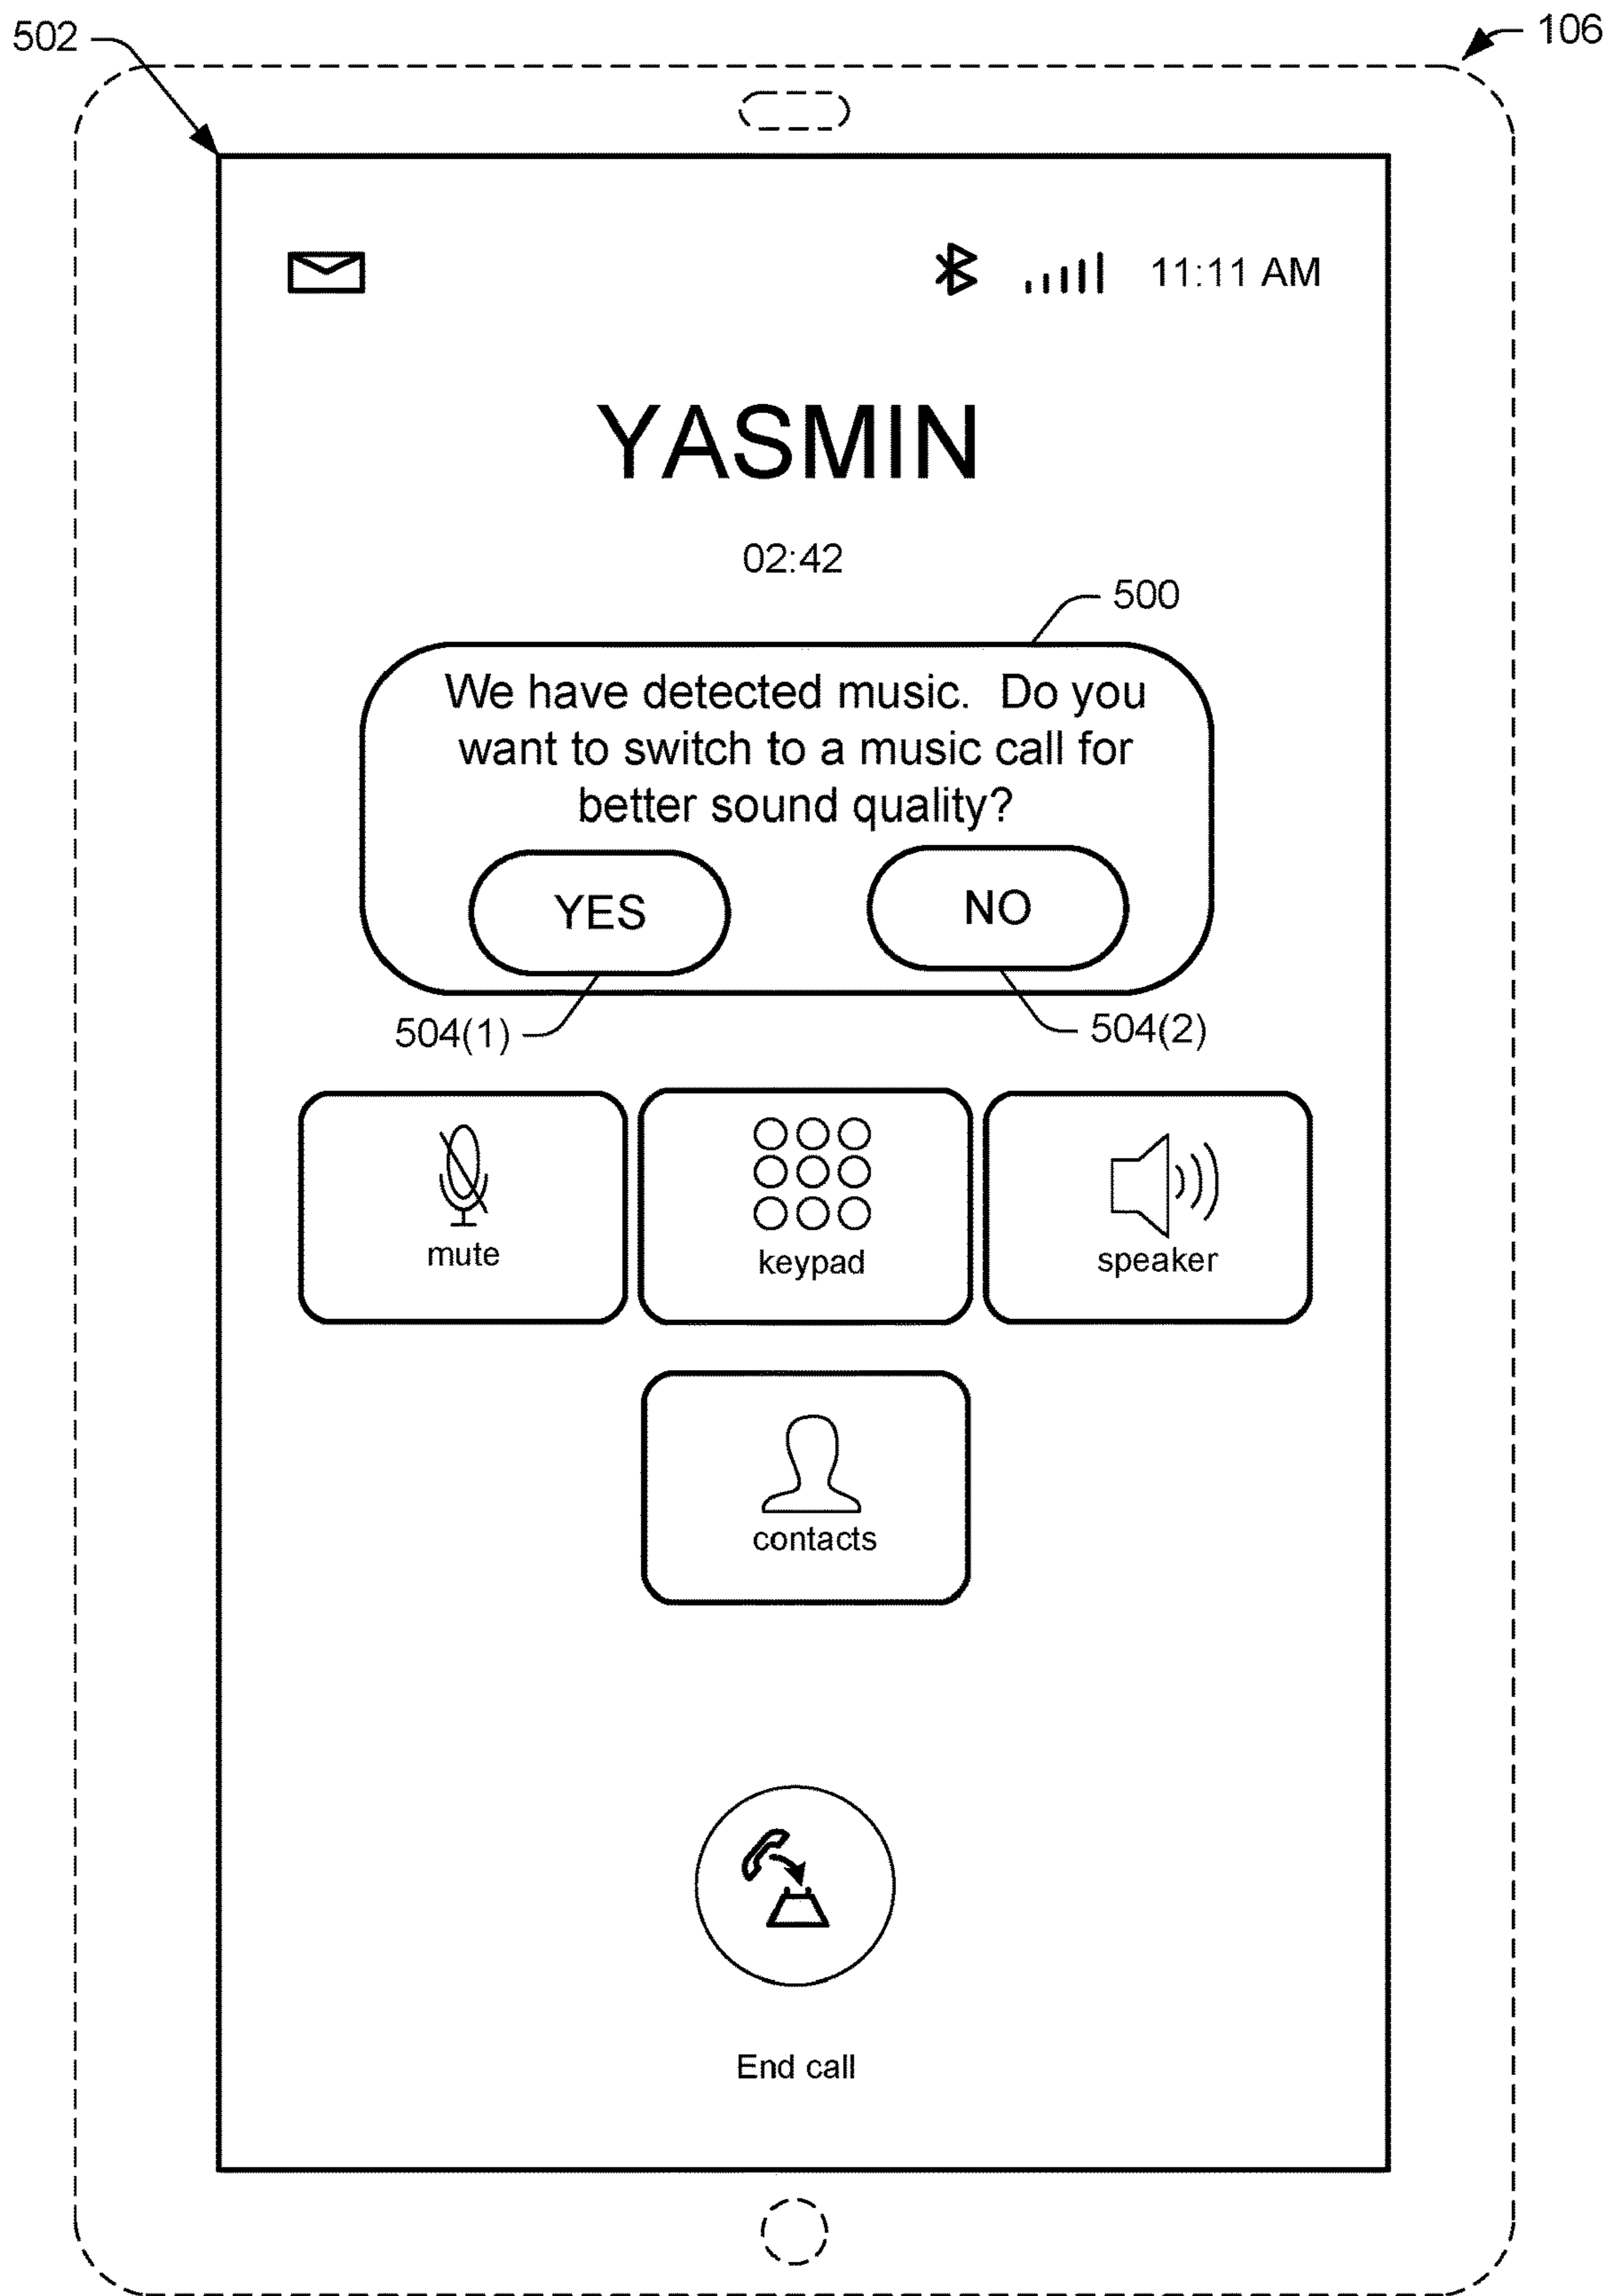 502
106
11:11 AM
YASMIN
02:42
500
We have detected music. Do you
want to switch to a music call for
better sound quality?
YES
NO
504(1)
504(2)
mute
keypad
speaker
contacts
End call